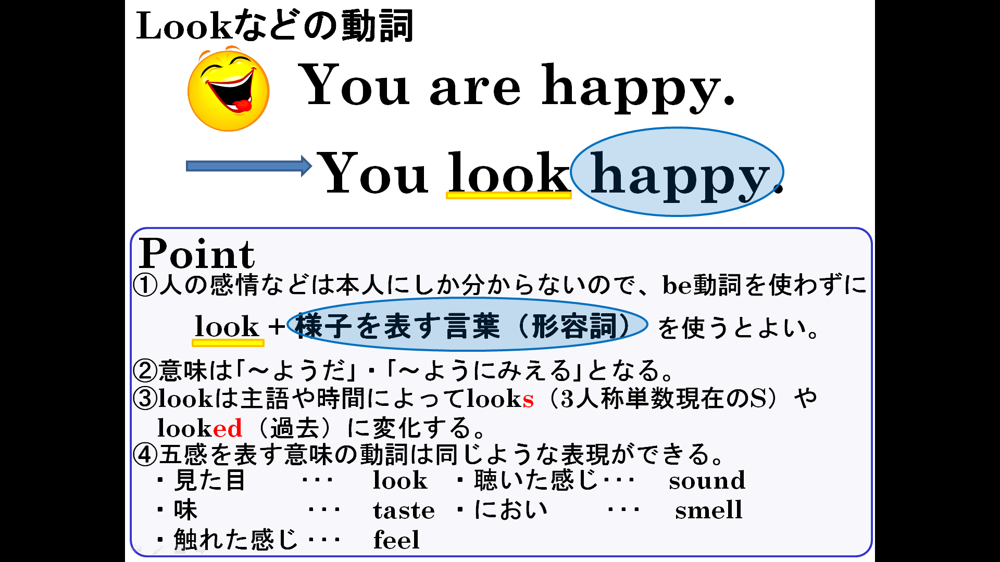 Lookなどの動詞
You are happy.
You look happy.
Point
①人の感情などは本人にしか分からないので、be動詞を使わずに
look＋様子を表す言葉（形容詞）を使うとよい。
②意味は「～ようだ」・「～ようにみえる」となる。
③lookは主語や時間によってlooks（3人称単数現在のS）や
looked（過去）に変化する。
④五感を表す意味の動詞は同じような表現ができる。
・見た目　･･･　look　・聴いた感じ･･･　sound
・味　･･･　taste　・におい　･･･　smell
・触れた感じ ･･･　feel